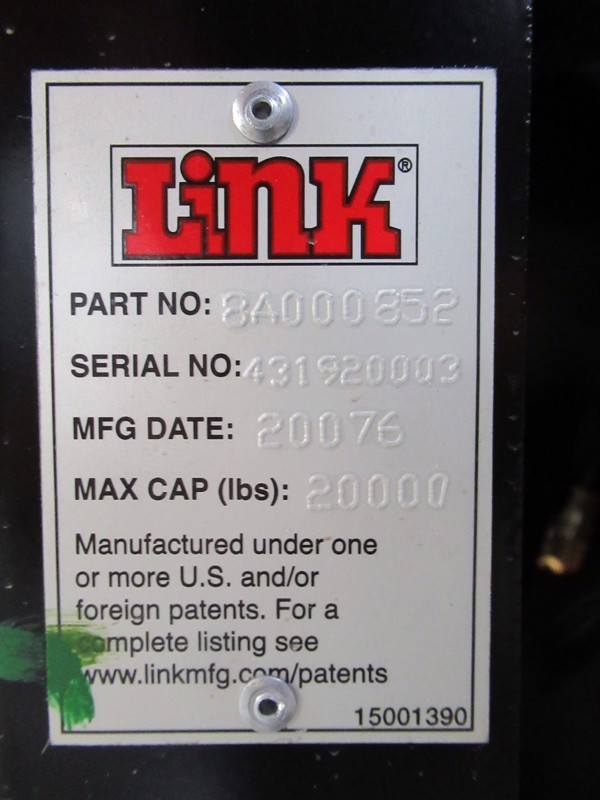 Link®
PART NO: 8A000852
SERIAL NO: 431920003
MFG DATE: 20076
MAX CAP (lbs): 20000
Manufactured under one
or more U.S. and/or
foreign patents. For a
complete listing see
www.linkmfg.com/patents
15001390